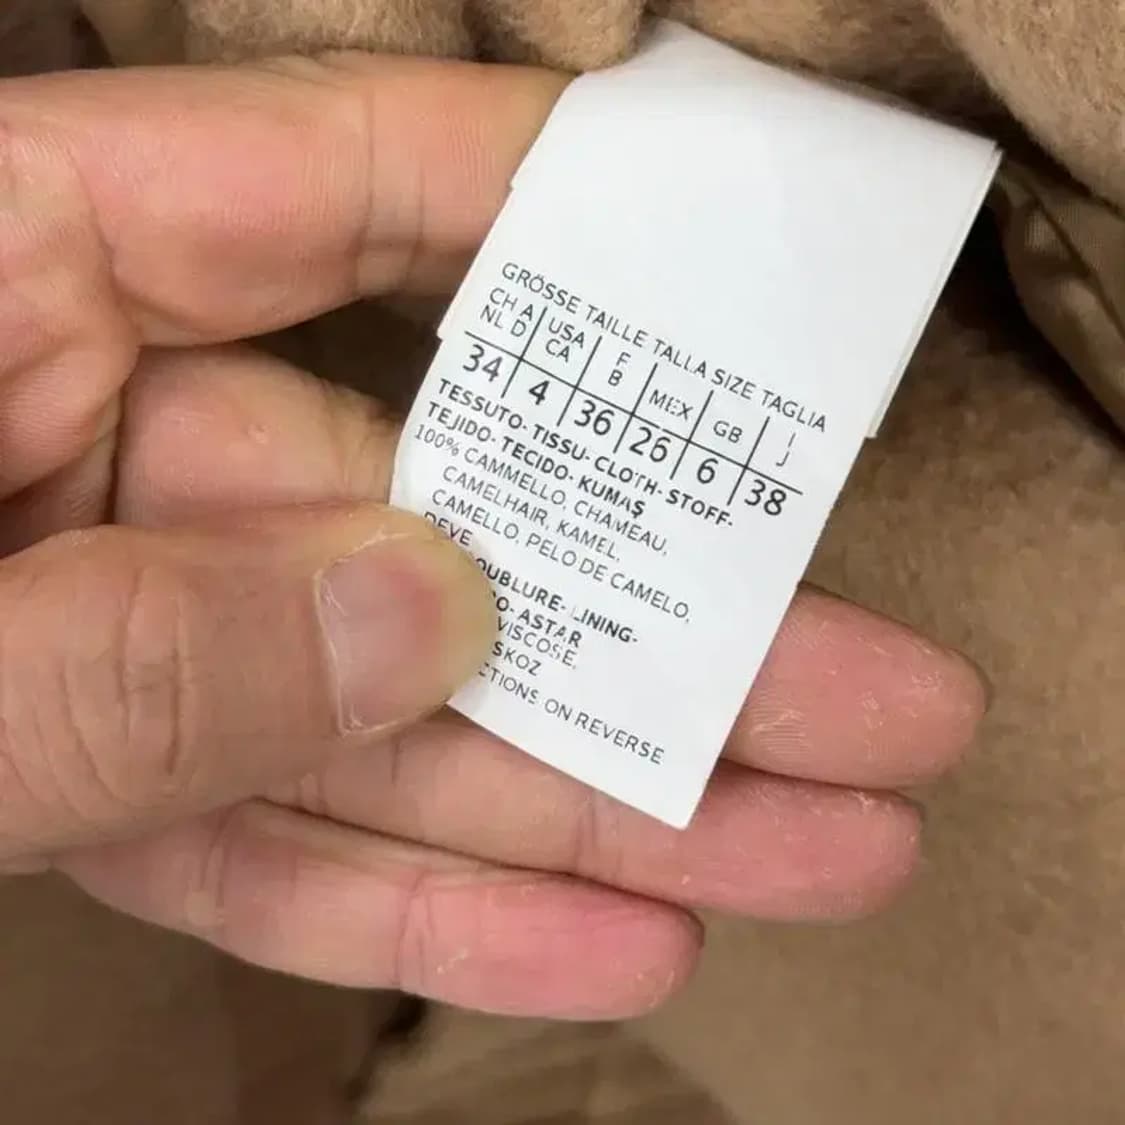 GRÖSSE TAILLE TALLA SIZE TAGLIA
CH A USA F MEX GB I
NL D CA B J
34 4 36 26 6 38
TESSUTO- TISSU- CLOTH- STOFF-
TEJIDO- TECIDO- KUMAŞ
100% CAMMELLO, CHAMEAU,
CAMELHAIR, KAMEL,
CAMELLO, PELO DE CAMELO,
DEVE
OUBLURE- LINING-
O- ASTAR
VISCOSE,
SKOZ
CTIONS ON REVERSE